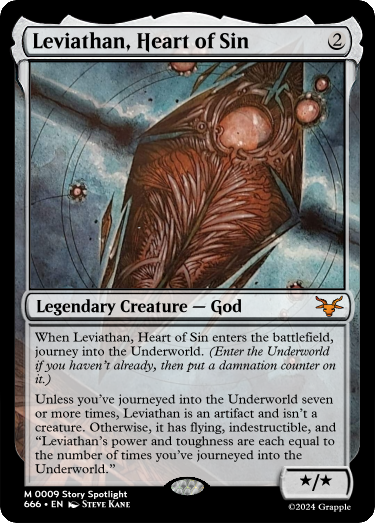 Leviathan, Heart of Sin 2
Legendary Creature — God
When Leviathan, Heart of Sin enters the battlefield,
journey into the Underworld. (Enter the Underworld
if you haven't already, then put a damnation counter on
it.)
Unless you've journeyed into the Underworld seven
or more times, Leviathan is an artifact and isn't a
creature. Otherwise, it has flying, indestructible, and
“Leviathan's power and toughness are each equal to
the number of times you've journeyed into the
Underworld.”
★/★
M 0009 Story Spotlight
666 • EN Steve Kane
©2024 Grapple